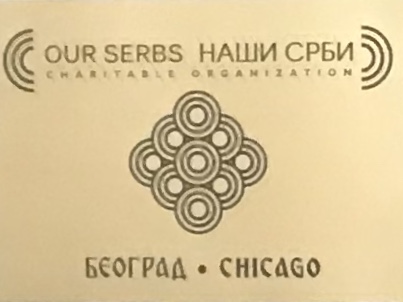 OUR SERBS НАШИ СРБИ
CHARITABLE ORGANIZATION
БЕОГРАД • CHICAGO